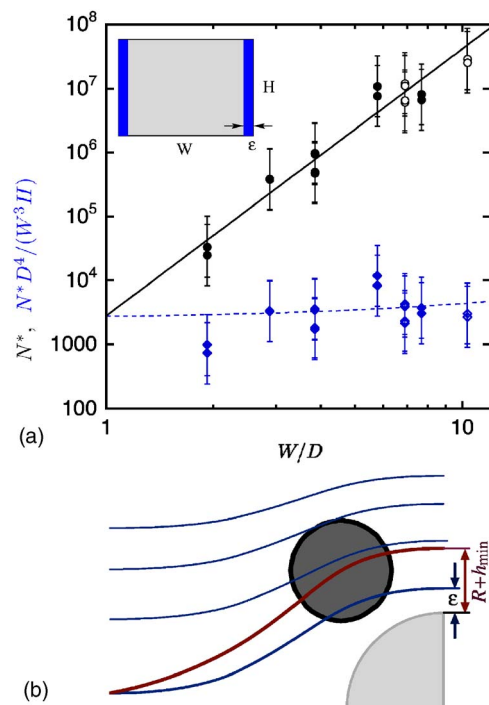 (a)
10^8
10^7
10^6
10^5
10^4
1000
100
N*, N*D^4/(W^3H)
H
W
ε
1
10
W/D
(b)
R+h_min
ε